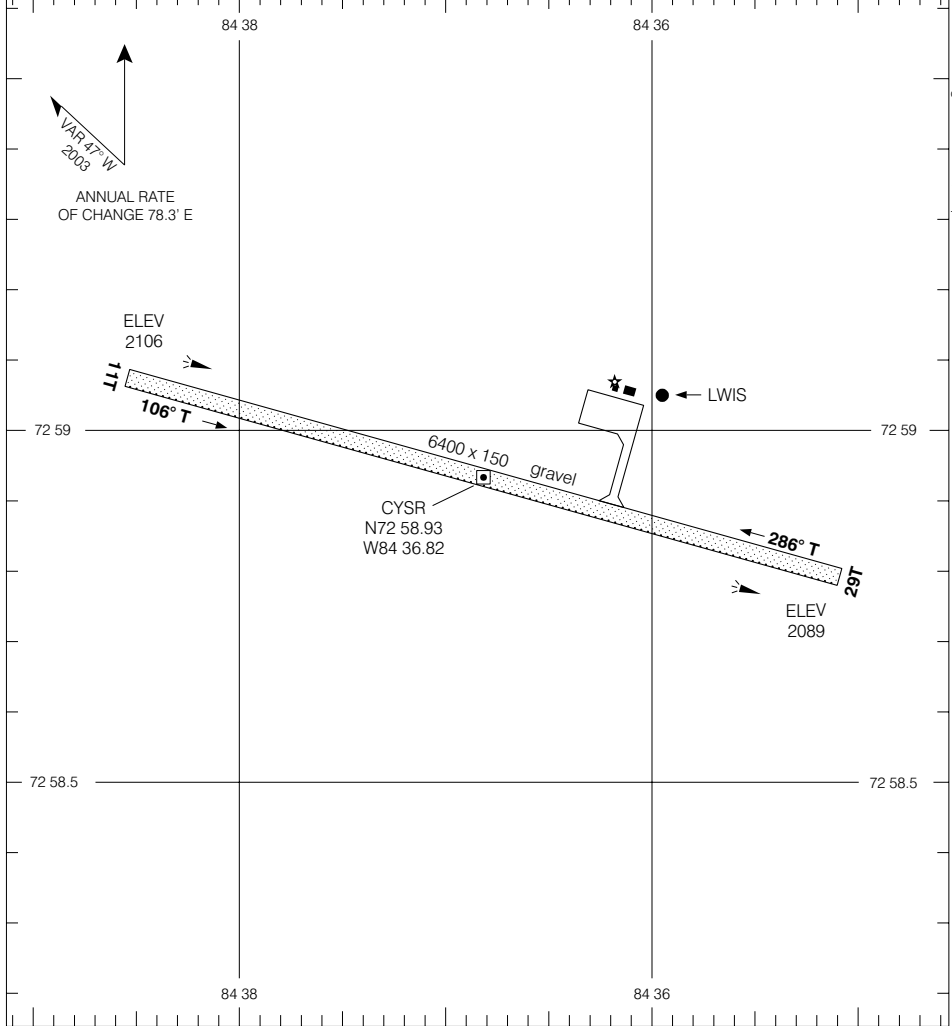 84 38
84 36
VAR 47° W
2003
ANNUAL RATE
OF CHANGE 78.3' E
ELEV
2106
11T
106° T
LWIS
72 59
72 59
6400 x 150
gravel
CYSR
N72 58.93
W84 36.82
286° T
29T
ELEV
2089
72 58.5
72 58.5
84 38
84 36